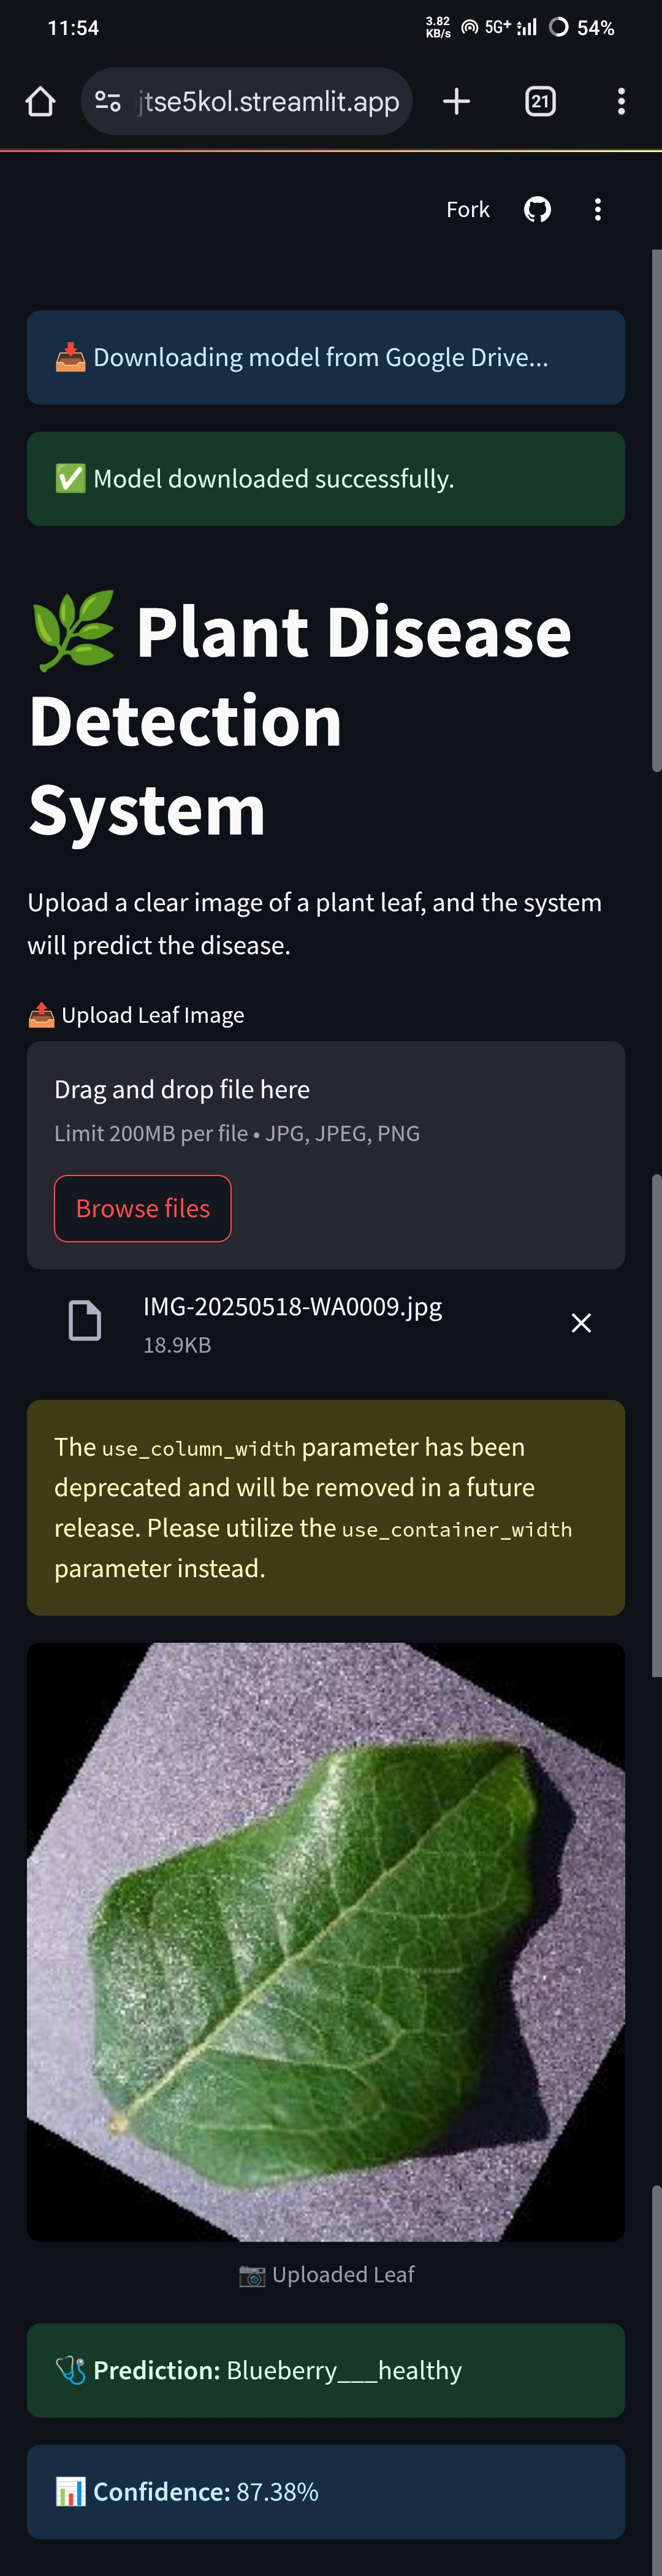 11:54
3.82
KB/s
5G+
54%
jtse5kol.streamlit.app
21
Fork
📥 Downloading model from Google Drive...
✅ Model downloaded successfully.
🌿 Plant Disease
Detection
System
Upload a clear image of a plant leaf, and the system
will predict the disease.
📤 Upload Leaf Image
Drag and drop file here
Limit 200MB per file • JPG, JPEG, PNG
Browse files
IMG-20250518-WA0009.jpg
18.9KB
The use_column_width parameter has been
deprecated and will be removed in a future
release. Please utilize the use_container_width
parameter instead.
📷 Uploaded Leaf
🩺 Prediction: Blueberry___healthy
📊 Confidence: 87.38%